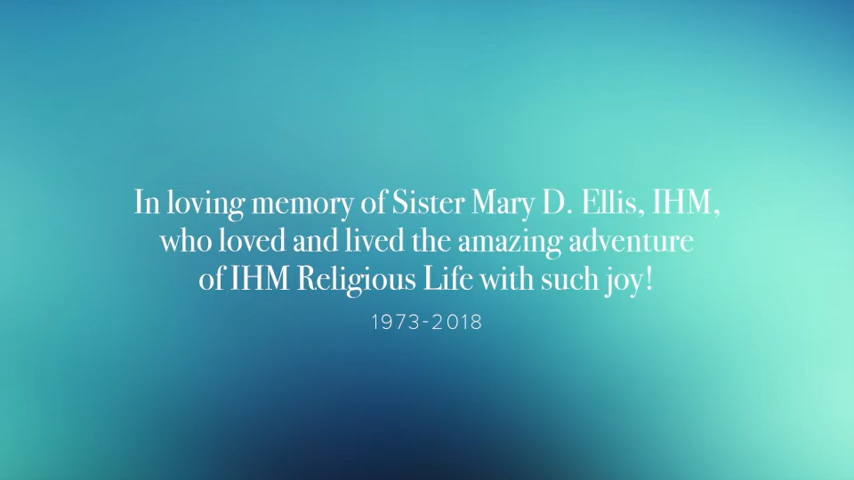 In loving memory of Sister Mary D. Ellis, IHM,
who loved and lived the amazing adventure
of IHM Religious Life with such joy!
1973-2018